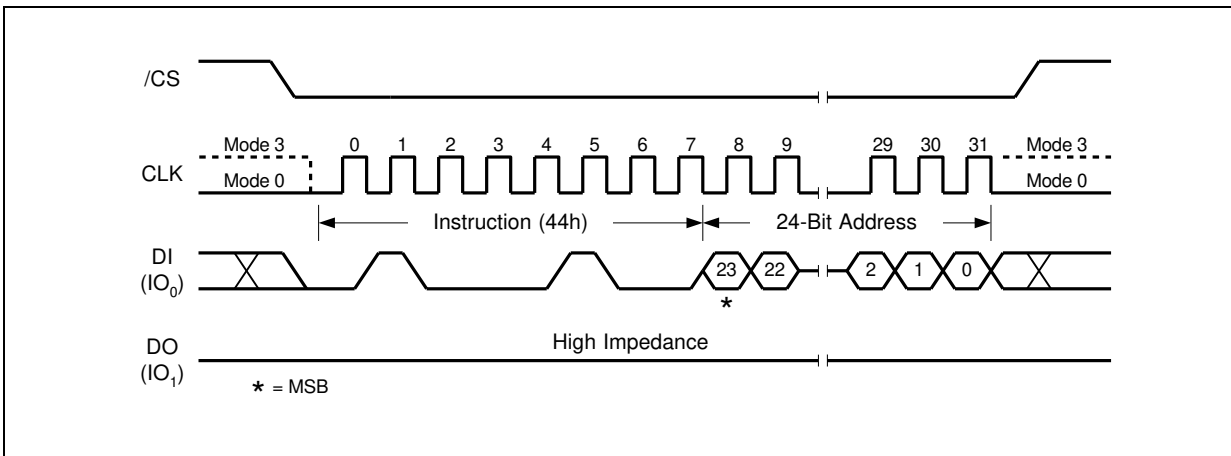 /CS
Mode 3 0 1 2 3 4 5 6 7 8 9 29 30 31 Mode 3
CLK
Mode 0 Mode 0
Instruction (44h) 24-Bit Address
DI
(IO0)
23 22 2 1 0
*
High Impedance
DO
(IO1)
* = MSB